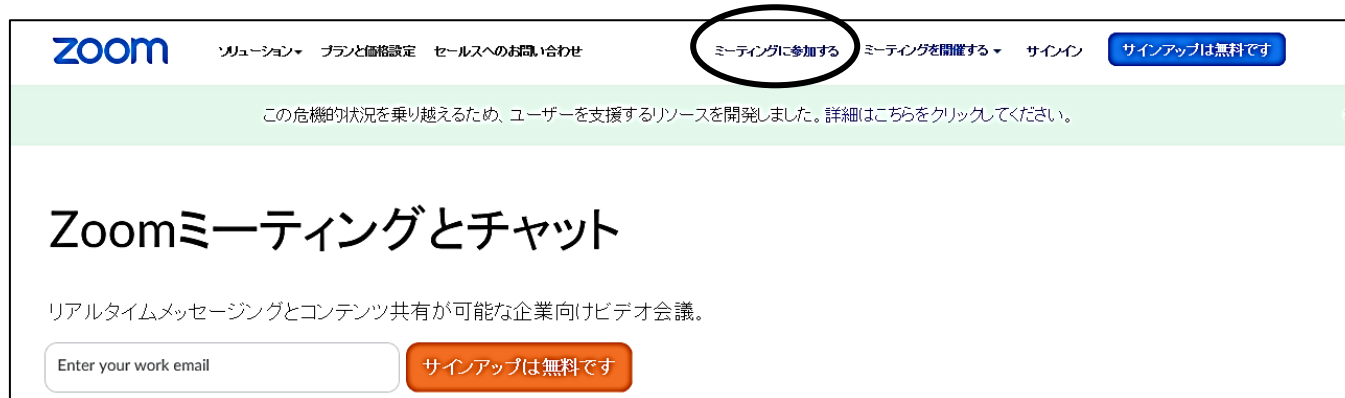 zoom ソリューション▾ プランと価格設定 セールスへのお問い合わせ ミーティングに参加する ミーティングを開催する ▾ サインイン サインアップは無料です
この危機的状況を乗り越えるため、ユーザーを支援するリソースを開発しました。詳細はこちらをクリックしてください。
Zoomミーティングとチャット
リアルタイムメッセージングとコンテンツ共有が可能な企業向けビデオ会議。
Enter your work email サインアップは無料です